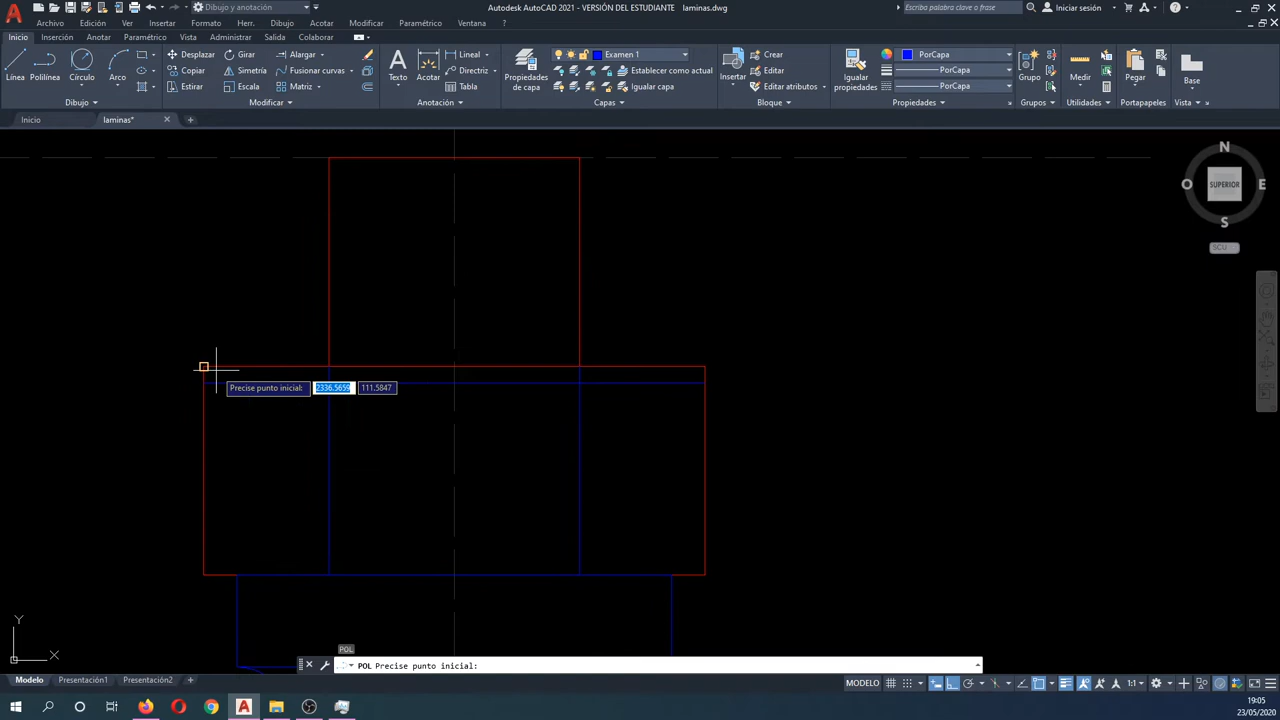 Dibujo y anotación
Autodesk AutoCAD 2021 - VERSIÓN DEL ESTUDIANTE laminas.dwg
Escriba palabra clave o frase
Iniciar sesión
Archivo Edición Ver Insertar Formato Herr. Dibujo Acotar Modificar Paramétrico Ventana ?
Inicio Inserción Anotar Paramétrico Vista Administrar Salida Colaborar
Línea Polilínea Círculo Arco
Desplazar Girar Alargar
Copiar Simetría Fusionar curvas
Estirar Escala Matriz
Texto Acotar
Lineal
Directriz
Tabla
Propiedades de capa
Examen 1
Establecer como actual
Igualar capa
Insertar
Crear
Editar
Editar atributos
Igualar propiedades
PorCapa
PorCapa
PorCapa
Grupo Medir Pegar Base
Dibujo Modificar Anotación Capas Bloque Propiedades Grupos Utilidades Portapapeles Vista
Inicio laminas*
N
O SUPERIOR E
S
SCU
Precise punto inicial: 2336.5659 111.5847
Y
X
POL
POL Precise punto inicial:
Modelo Presentación1 Presentación2 +
MODELO
1:1
19:05
23/05/2020